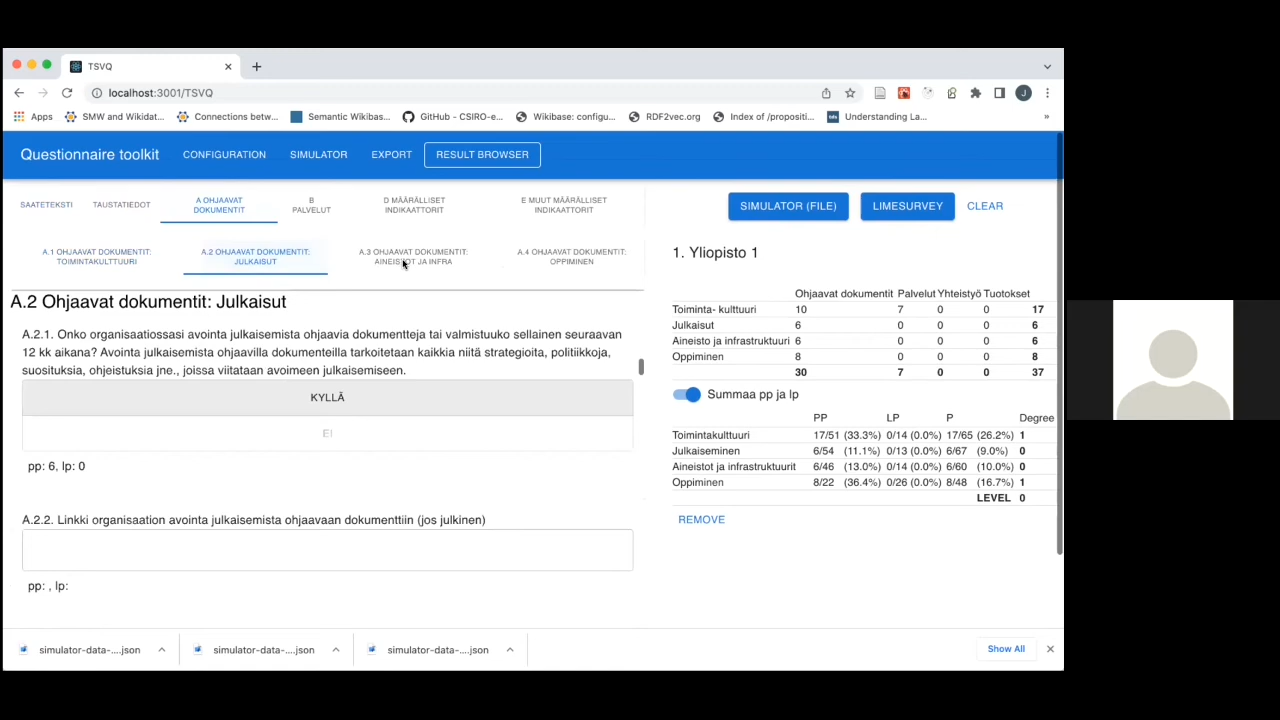 TSVQ
localhost:3001/TSVQ
J
Apps
SMW and Wikidat...
Connections betw...
Semantic Wikibas...
GitHub - CSIRO-e...
Wikibase: configu...
RDF2vec.org
Index of /propositi...
Understanding La...
»
Questionnaire toolkit
CONFIGURATION
SIMULATOR
EXPORT
RESULT BROWSER
SAATETEKSTI
TAUSTATIEDOT
A OHJAAVAT
DOKUMENTIT
B
PALVELUT
D MÄÄRÄLLISET
INDIKAATTORIT
E MUUT MÄÄRÄLLISET
INDIKAATTORIT
A.1 OHJAAVAT DOKUMENTIT:
TOIMINTAKULTTUURI
A.2 OHJAAVAT DOKUMENTIT:
JULKAISUT
A.3 OHJAAVAT DOKUMENTIT:
AINEISTOT JA INFRA
A.4 OHJAAVAT DOKUMENTIT:
OPPIMINEN
A.2 Ohjaavat dokumentit: Julkaisut
A.2.1. Onko organisaatiossasi avointa julkaisemista ohjaavia dokumentteja tai valmistuuko sellainen seuraavan
12 kk aikana? Avointa julkaisemista ohjaavilla dokumenteilla tarkoitetaan kaikkia niitä strategioita, politiikkoja,
suosituksia, ohjeistuksia jne., joissa viitataan avoimeen julkaisemiseen.
KYLLÄ
EI
pp: 6, lp: 0
A.2.2. Linkki organisaation avointa julkaisemista ohjaavaan dokumenttiin (jos julkinen)
pp: , lp:
SIMULATOR (FILE)
LIMESURVEY
CLEAR
1. Yliopisto 1
Ohjaavat dokumentit Palvelut Yhteistyö Tuotokset
Toiminta- kulttuuri 10 7 0 0 17
Julkaisut 6 0 0 0 6
Aineisto ja infrastruktuuri 6 0 0 0 6
Oppiminen 8 0 0 0 8
30 7 0 0 37
Summaa pp ja lp
PP LP P Degree
Toimintakulttuuri 17/51 (33.3%) 0/14 (0.0%) 17/65 (26.2%) 1
Julkaiseminen 6/54 (11.1%) 0/13 (0.0%) 6/67 (9.0%) 0
Aineistot ja infrastruktuurit 6/46 (13.0%) 0/14 (0.0%) 6/60 (10.0%) 0
Oppiminen 8/22 (36.4%) 0/26 (0.0%) 8/48 (16.7%) 1
LEVEL 0
REMOVE
simulator-data-....json
simulator-data-....json
simulator-data-....json
Show All